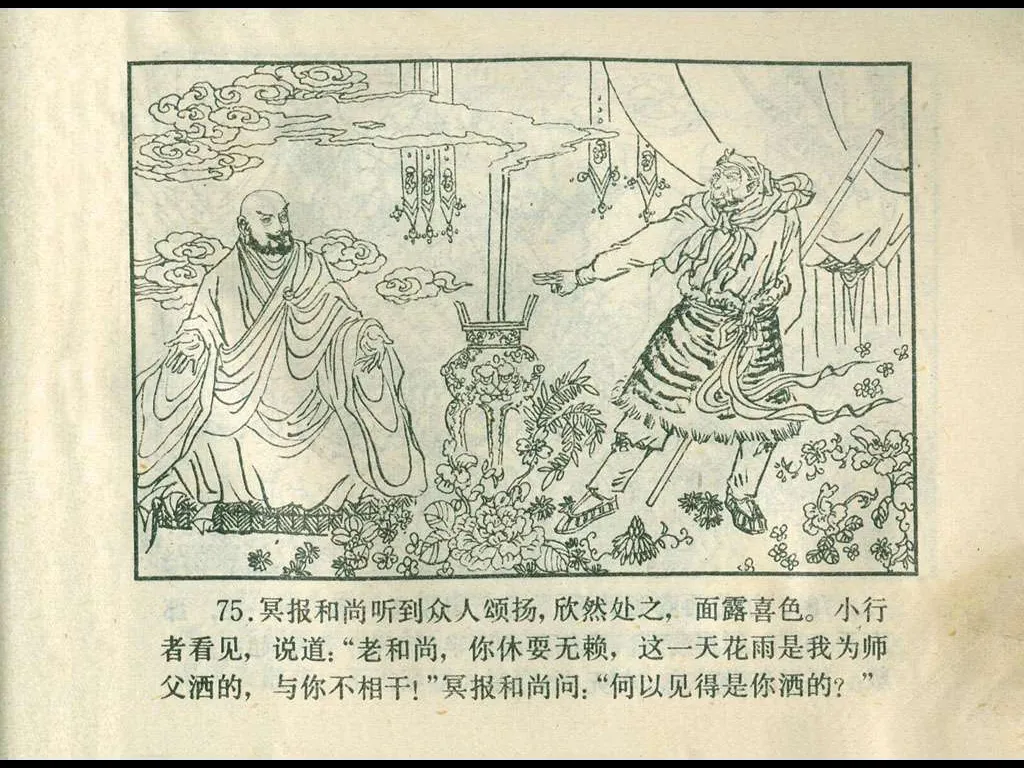 75.冥报和尚听到众人颂扬，欣然处之，面露喜色。小行
者看见，说道：“老和尚，你休耍无赖，这一天花雨是我为师
父洒的，与你不相干！”冥报和尚问：“何以见得是你洒的？”